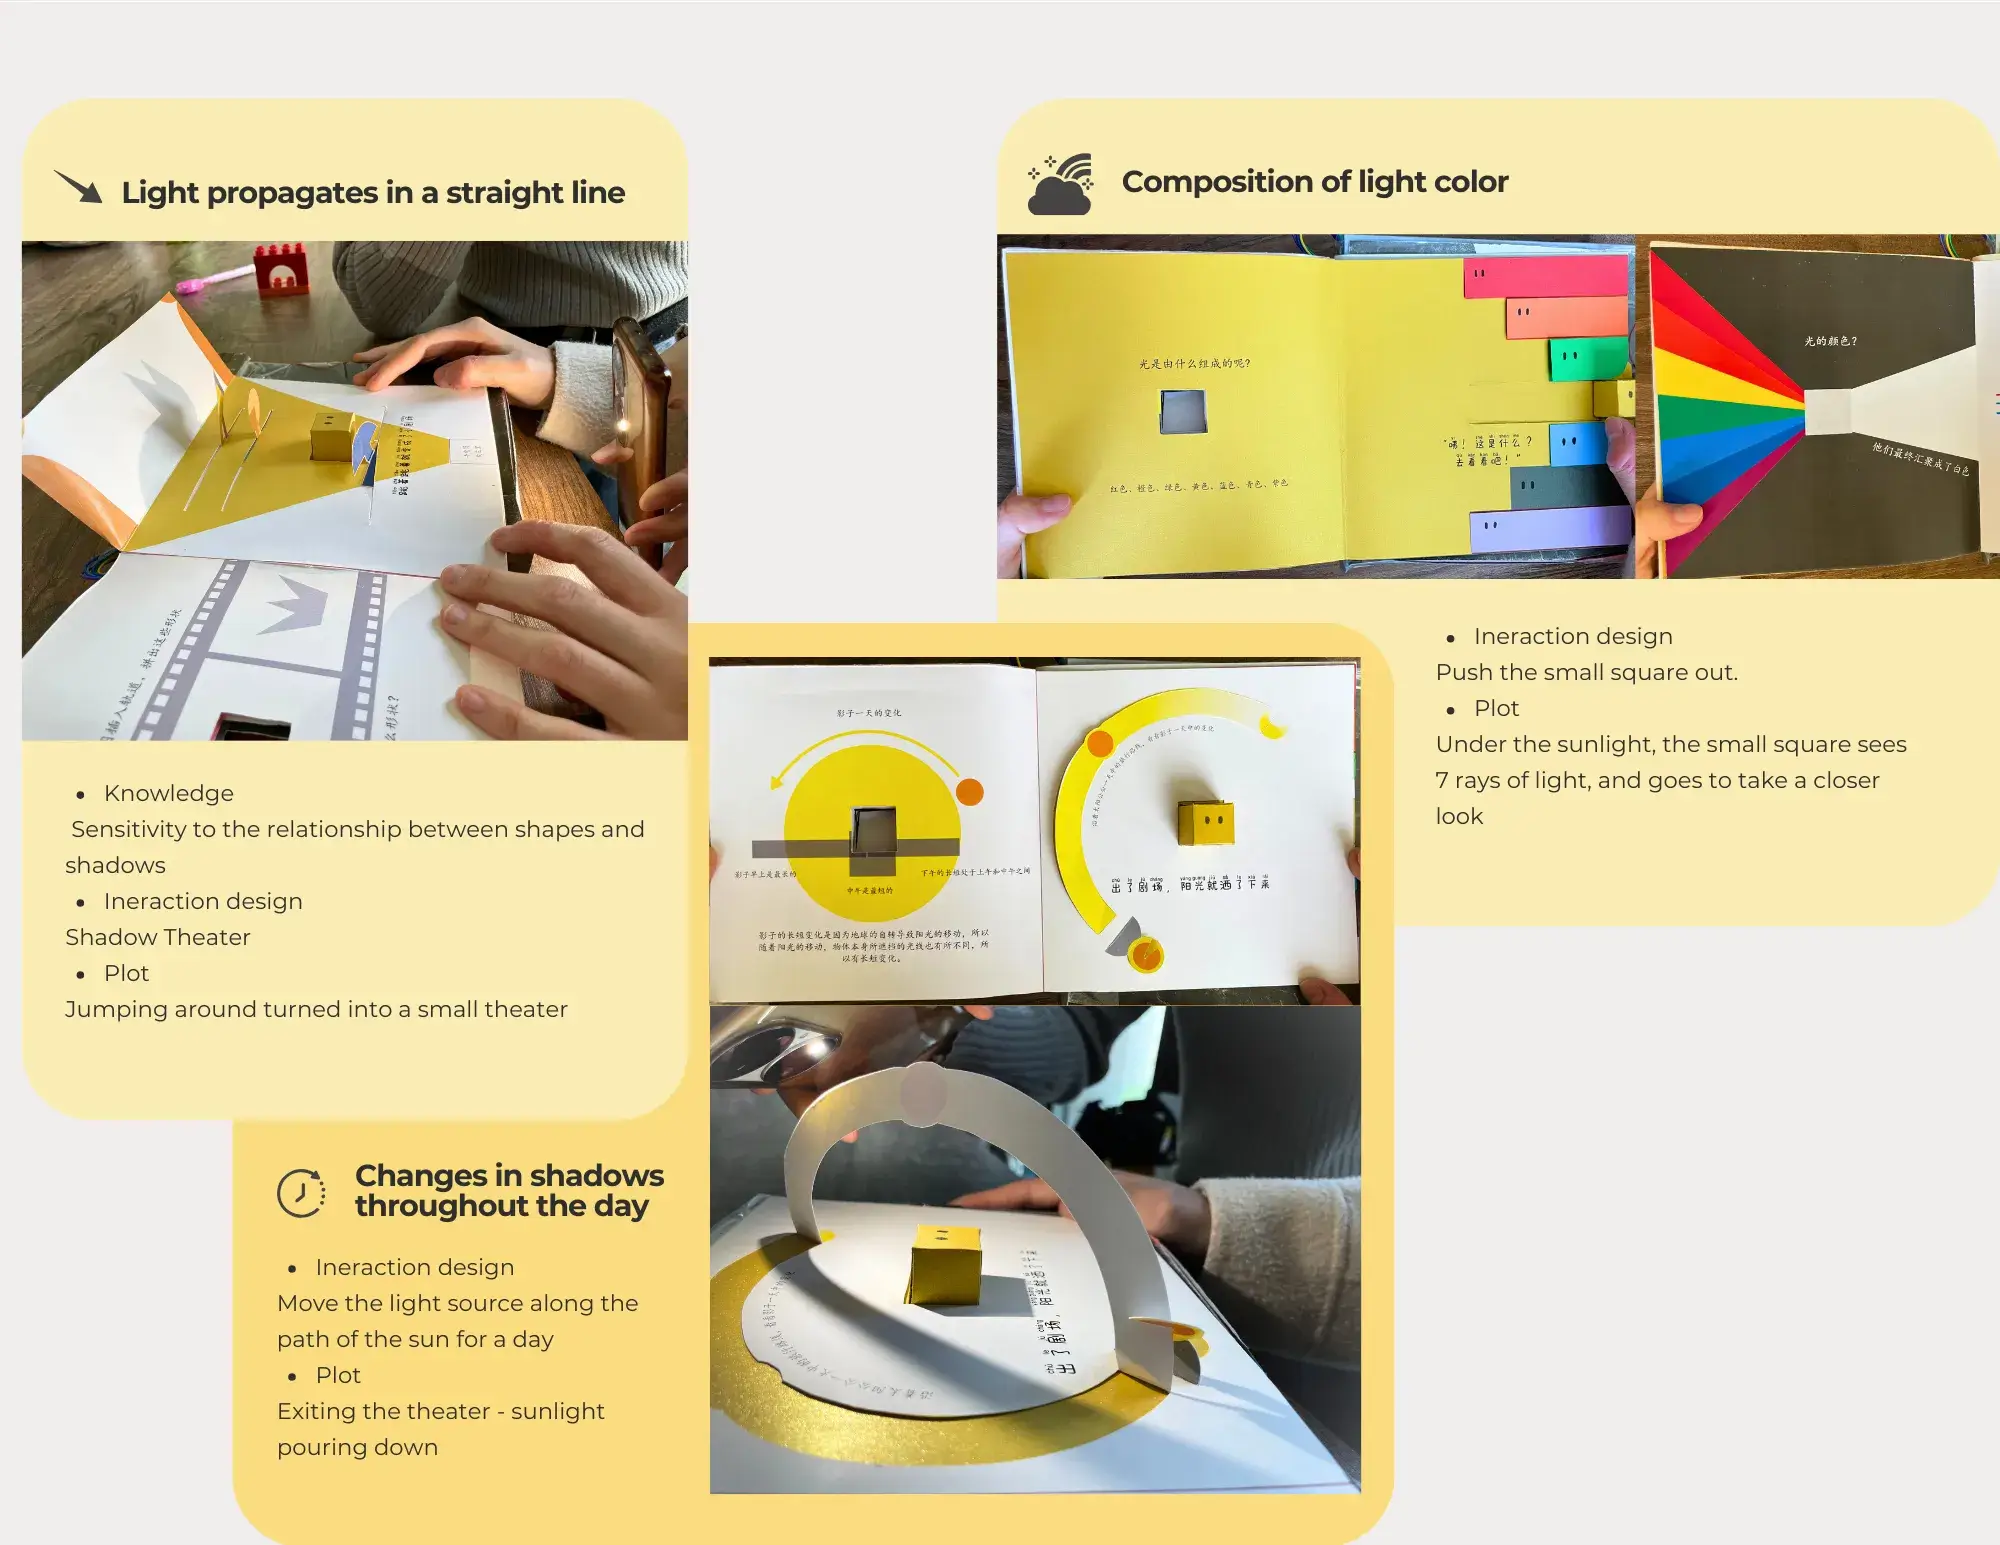 Light propagates in a straight line
• Knowledge
Sensitivity to the relationship between shapes and
shadows
• Ineraction design
Shadow Theater
• Plot
Jumping around turned into a small theater
Composition of light color
光是由什么组成的呢?
红色、橙色、绿色、黄色、蓝色、青色、紫色
"咦!这是什么?
去看看吧!"
光的颜色?
他们最终汇聚成了白色
• Ineraction design
Push the small square out.
• Plot
Under the sunlight, the small square sees
7 rays of light, and goes to take a closer
look
影子一天的变化
影子早上是最长的
中午是最短的
下午的长短处于上午和中午之间
影子的长短变化是因为地球的自转导致阳光的移动,所以
随着阳光的移动,物体本身所遮挡的光线也有所不同,所
以有长短变化。
chū le jù chǎng yáng guāng jiù sǎ le xià lái
出了剧场,阳光就洒了下来
Changes in shadows
throughout the day
• Ineraction design
Move the light source along the
path of the sun for a day
• Plot
Exiting the theater - sunlight
pouring down